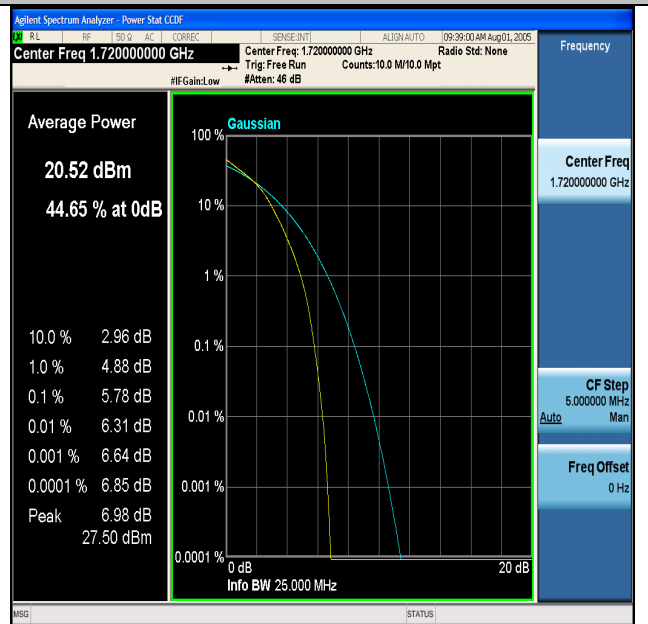 Agilent Spectrum Analyzer - Power Stat CCDF
LXI RL RF 50 Ω AC CORREC SENSE:INT ALIGN AUTO 09:39:00 AM Aug 01, 2005
Center Freq 1.720000000 GHz
Center Freq: 1.720000000 GHz Radio Std: None
Trig: Free Run Counts:10.0 M/10.0 Mpt
#IFGain:Low #Atten: 46 dB
Frequency
Average Power
20.52 dBm
44.65 % at 0dB
10.0 % 2.96 dB
1.0 % 4.88 dB
0.1 % 5.78 dB
0.01 % 6.31 dB
0.001 % 6.64 dB
0.0001 % 6.85 dB
Peak 6.98 dB
27.50 dBm
Gaussian
100 %
10 %
1 %
0.1 %
0.01 %
0.001 %
0.0001 %
0 dB 20 dB
Info BW 25.000 MHz
Center Freq
1.720000000 GHz
CF Step
5.000000 MHz
Auto Man
Freq Offset
0 Hz
MSG STATUS